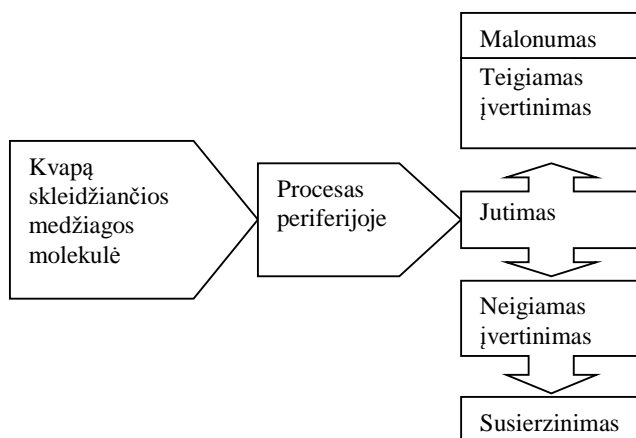 Malonumas
Teigiamas
įvertinimas
Kvapą
skleidžiančios
medžiagos
molekulė
Procesas
periferijoje
Jutimas
Neigiamas
įvertinimas
Susierzinimas